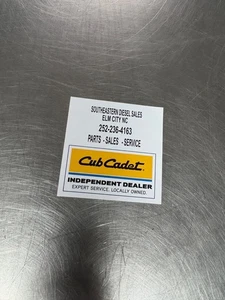 SOUTHEASTERN DIESEL SALES
ELM CITY NC
252-236-4163
PARTS - SALES - SERVICE
Cub Cadet
INDEPENDENT DEALER
EXPERT SERVICE. LOCALLY OWNED.